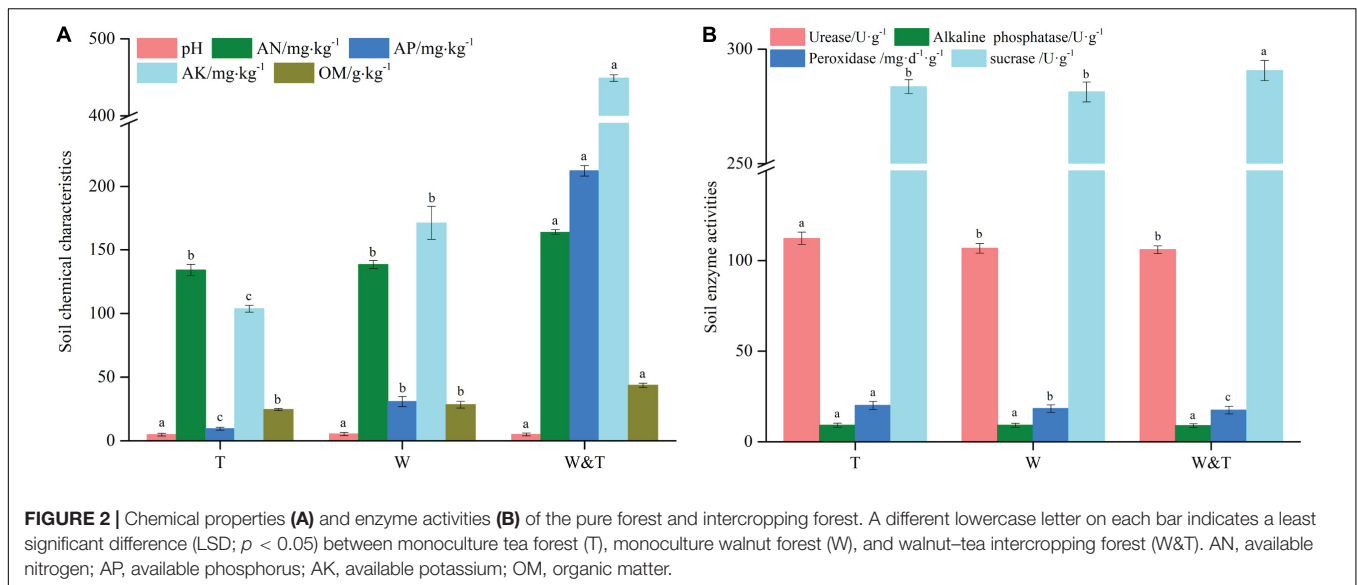 A
500
pH AN/mg·kg-1 AP/mg·kg-1
AK/mg·kg-1 OM/g·kg-1
a
400
Soil chemical characteristics
200
150
100
50
0
a b c c b
a b b b b
a a a a
T W W&T
B
300
Urease/U·g-1 Alkaline phosphatase/U·g-1
Peroxidase /mg·d-1·g-1 sucrase /U·g-1
b b a
250
Soil enzyme activities
100
50
0
a a a
b a b
b a c
T W W&T
FIGURE 2 | Chemical properties (A) and enzyme activities (B) of the pure forest and intercropping forest. A different lowercase letter on each bar indicates a least
significant difference (LSD; p < 0.05) between monoculture tea forest (T), monoculture walnut forest (W), and walnut–tea intercropping forest (W&T). AN, available
nitrogen; AP, available phosphorus; AK, available potassium; OM, organic matter.